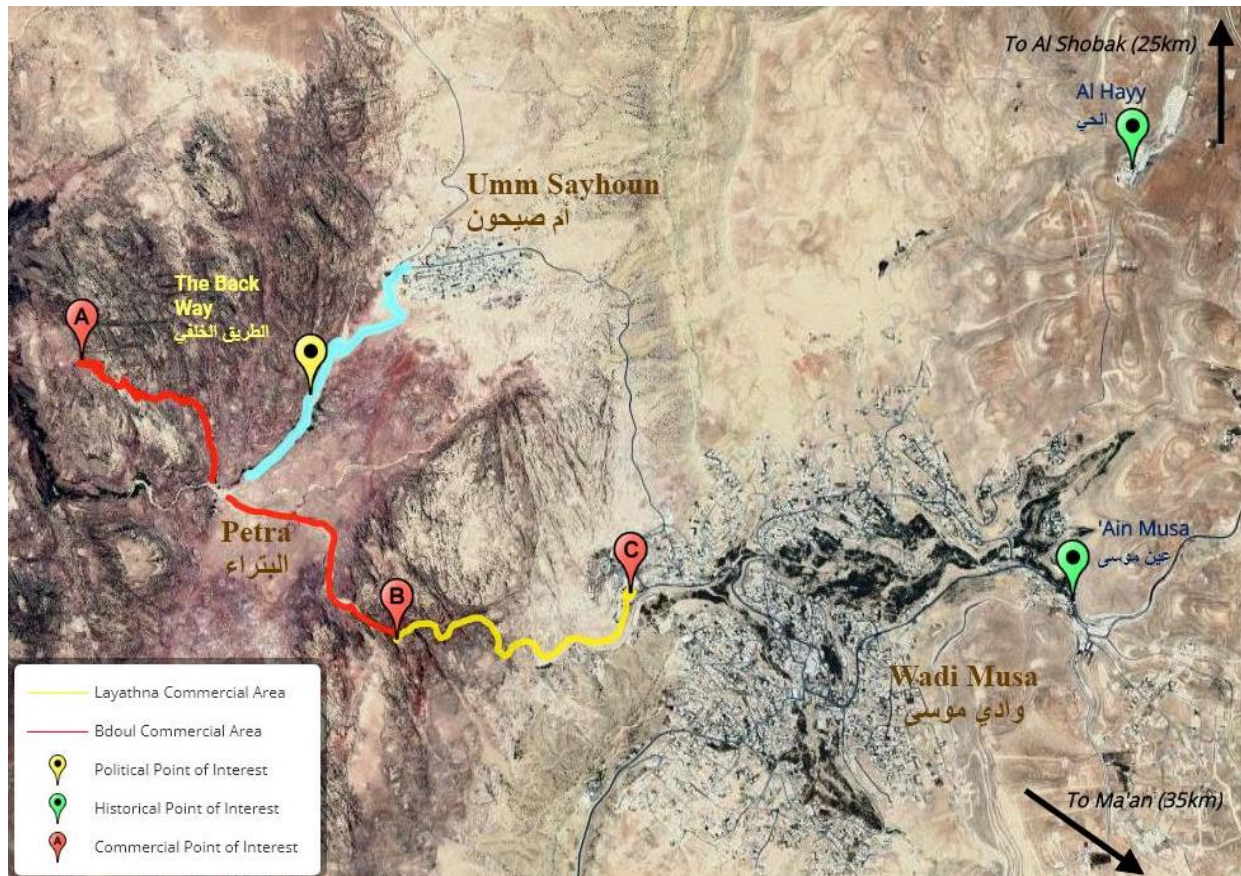 To Al Shobak (25km)
Al Hayy
الحي
Umm Sayhoun
أم صيحون
The Back
Way
الطريق الخلفي
A
Petra
البتراء
B
C
'Ain Musa
عين موسى
Wadi Musa
وادي موسى
To Ma'an (35km)
Layathna Commercial Area
Bdoul Commercial Area
Political Point of Interest
Historical Point of Interest
A
Commercial Point of Interest